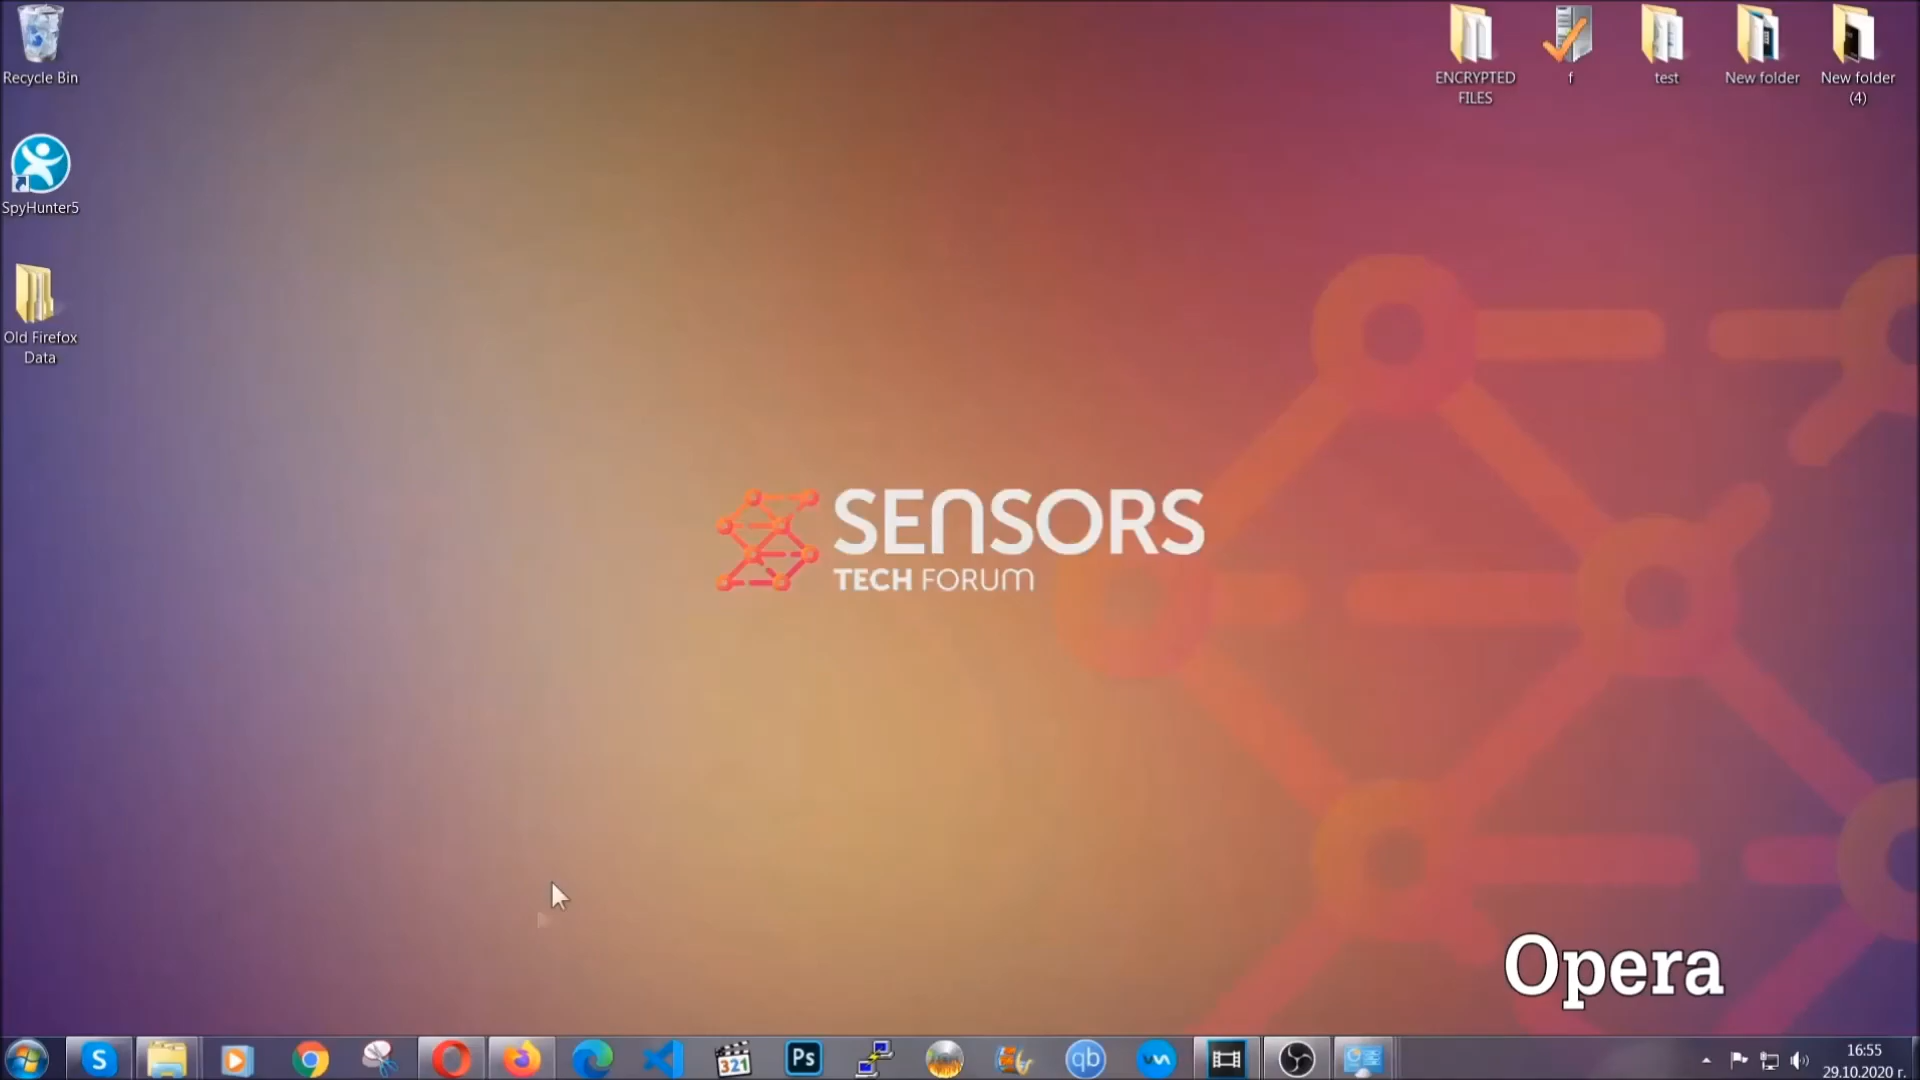 Recycle Bin
SpyHunter5
Old Firefox
Data
ENCRYPTED
FILES
f
test
New folder
New folder
(4)
SENSORS
TECH FORUM
Opera
S
321
Ps
qb
16:55
29.10.2020 г.